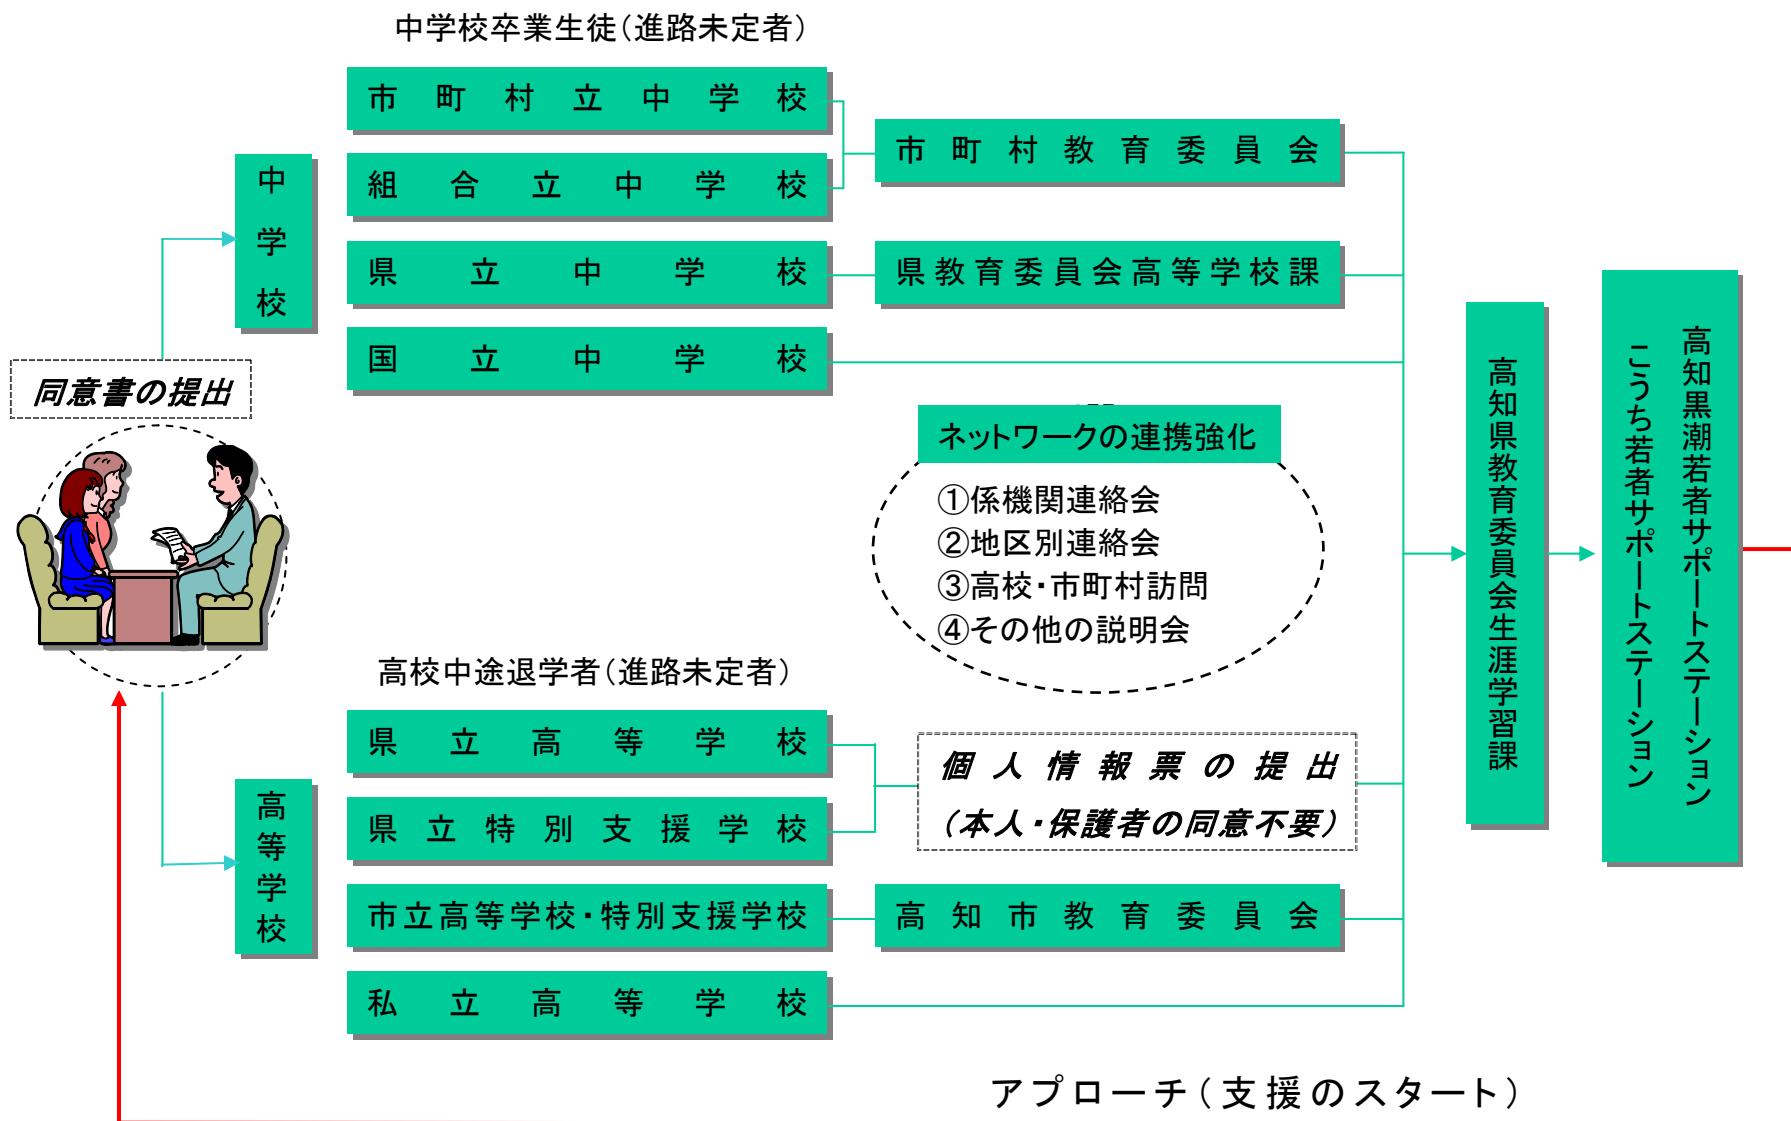 中学校卒業生徒(進路未定者)
市町村立中学校
組合立中学校
県立中学校
国立中学校
中学校
市町村教育委員会
県教育委員会高等学校課
同意書の提出
ネットワークの連携強化
①係機関連絡会
②地区別連絡会
③高校・市町村訪問
④その他の説明会
高校中途退学者(進路未定者)
県立高等学校
県立特別支援学校
市立高等学校・特別支援学校
私立高等学校
高等学校
個人情報票の提出
(本人・保護者の同意不要)
高知市教育委員会
高知県教育委員会生涯学習課
高知黒潮若者サポートステーション
こうち若者サポートステーション
アプローチ(支援のスタート)